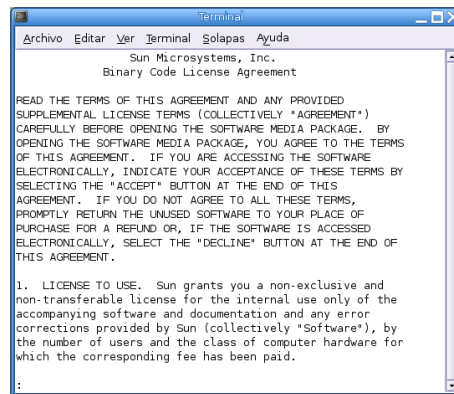 Terminal
Archivo Editar Ver Terminal Solapas Ayuda
Sun Microsystems, Inc.
Binary Code License Agreement
READ THE TERMS OF THIS AGREEMENT AND ANY PROVIDED
SUPPLEMENTAL LICENSE TERMS (COLLECTIVELY "AGREEMENT")
CAREFULLY BEFORE OPENING THE SOFTWARE MEDIA PACKAGE.  BY
OPENING THE SOFTWARE MEDIA PACKAGE, YOU AGREE TO THE TERMS
OF THIS AGREEMENT.  IF YOU ARE ACCESSING THE SOFTWARE
ELECTRONICALLY, INDICATE YOUR ACCEPTANCE OF THESE TERMS BY
SELECTING THE "ACCEPT" BUTTON AT THE END OF THIS
AGREEMENT.  IF YOU DO NOT AGREE TO ALL THESE TERMS,
PROMPTLY RETURN THE UNUSED SOFTWARE TO YOUR PLACE OF
PURCHASE FOR A REFUND OR, IF THE SOFTWARE IS ACCESSED
ELECTRONICALLY, SELECT THE "DECLINE" BUTTON AT THE END OF
THIS AGREEMENT.
1.  LICENSE TO USE.  Sun grants you a non-exclusive and
non-transferable license for the internal use only of the
accompanying software and documentation and any error
corrections provided by Sun (collectively "Software"), by
the number of users and the class of computer hardware for
which the corresponding fee has been paid.
: